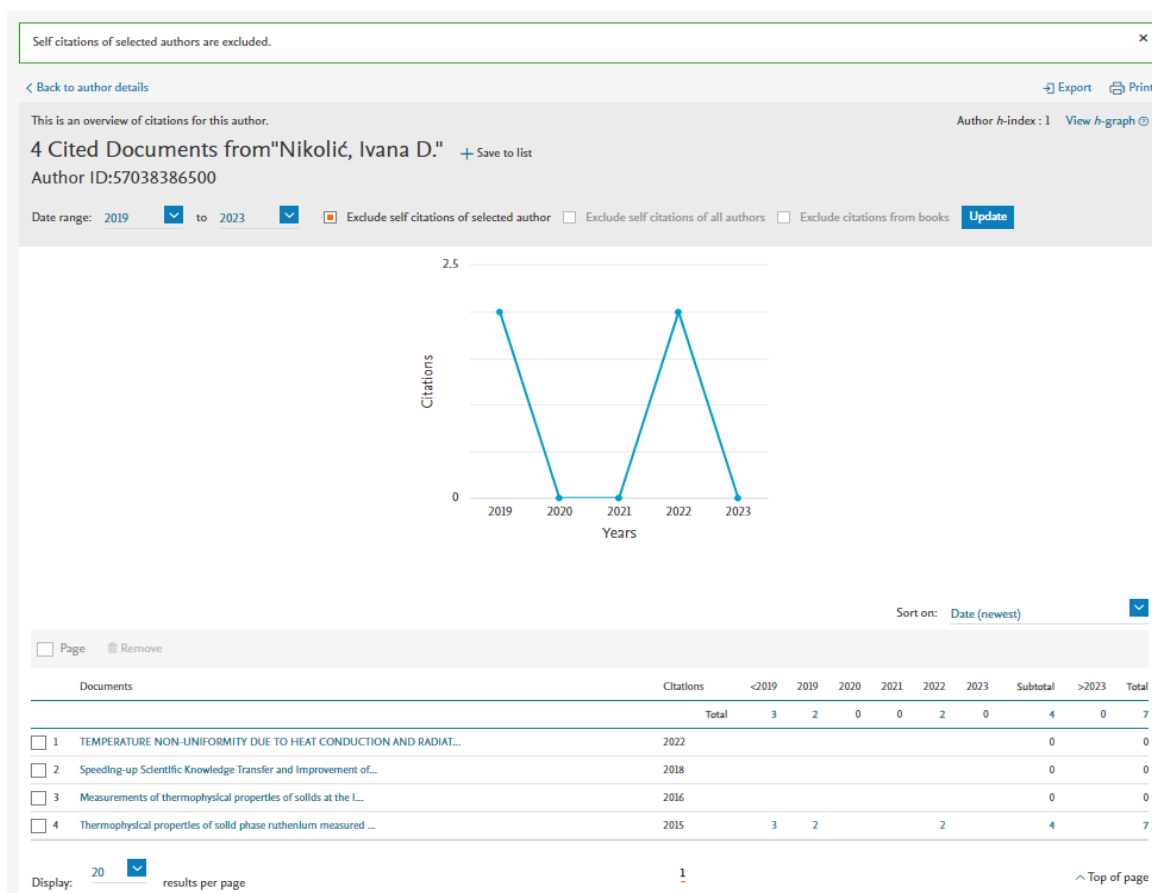 Self citations of selected authors are excluded. ×
Back to author details Export Print
This is an overview of citations for this author. Author h-index : 1 View h-graph
4 Cited Documents from"Nikolić, Ivana D." + Save to list
Author ID:57038386500
Date range: 2019 to 2023 Exclude self citations of selected author Exclude self citations of all authors Exclude citations from books Update
2.5
Citations
0
2019 2020 2021 2022 2023
Years
Sort on: Date (newest)
Page Remove
Documents Citations <2019 2019 2020 2021 2022 2023 Subtotal >2023 Total
Total 3 2 0 0 2 0 4 0 7
1 TEMPERATURE NON-UNIFORMITY DUE TO HEAT CONDUCTION AND RADIAT... 2022 0 0
2 Speeding-up Scientific Knowledge Transfer and Improvement of... 2018 0 0
3 Measurements of thermophysical properties of solids at the I... 2016 0 0
4 Thermophysical properties of solid phase ruthenium measured ... 2015 3 2 2 4 7
Display: 20 results per page 1 Top of page